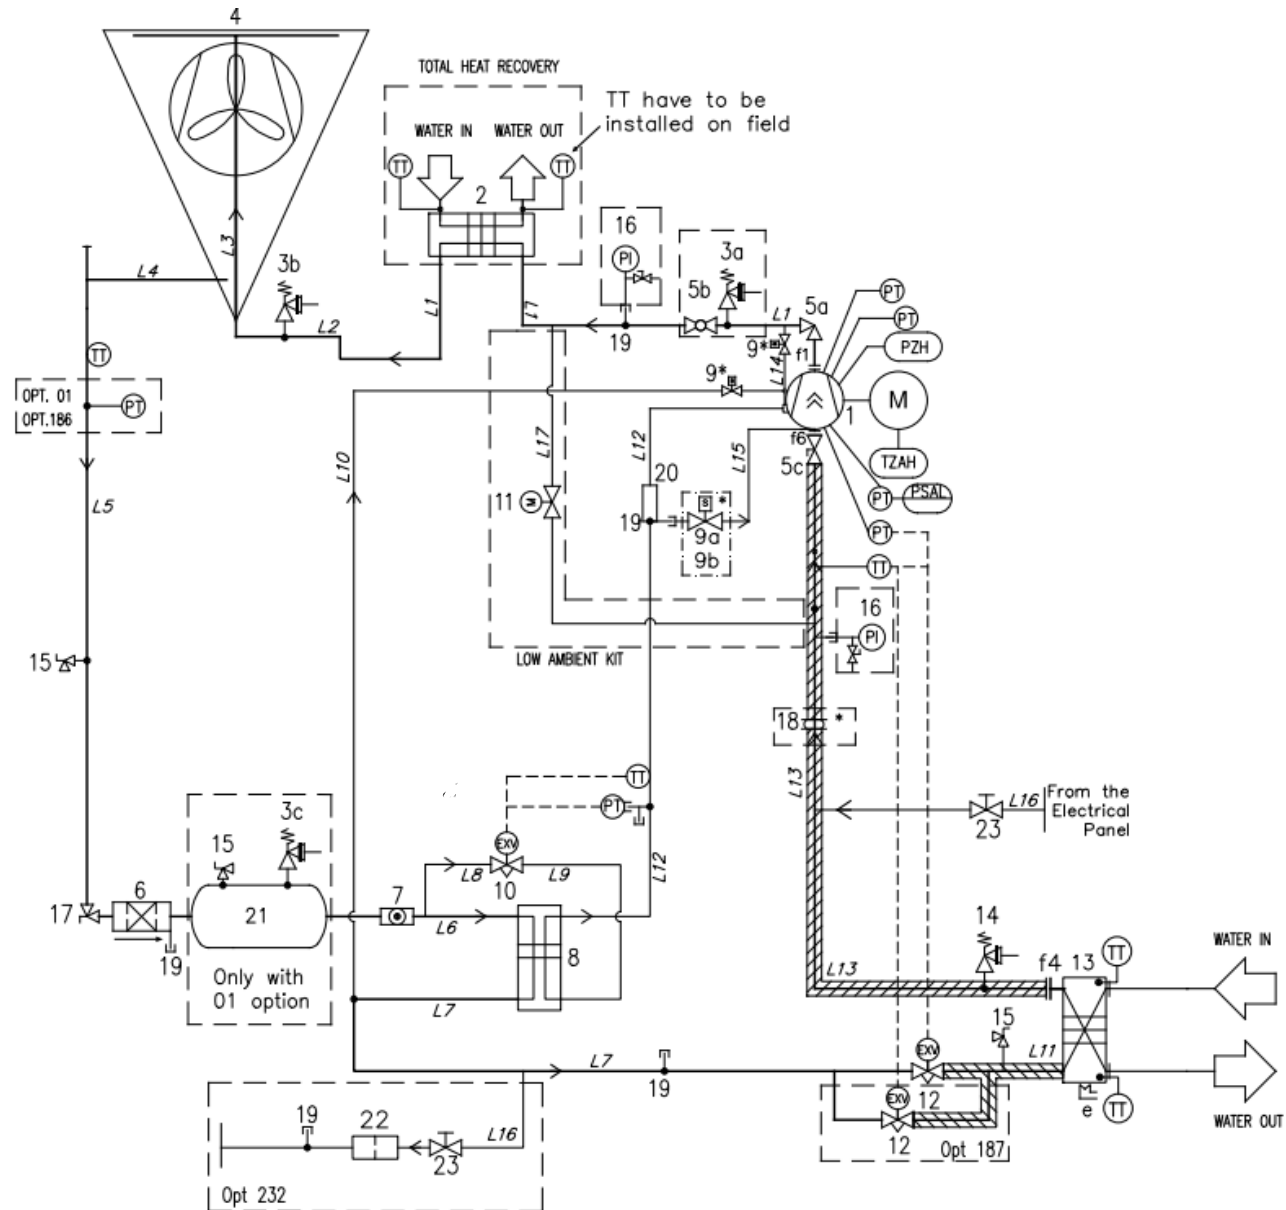 4
TOTAL HEAT RECOVERY
TT have to be
installed on field
WATER IN
WATER OUT
TT
TT
2
L3
16
PI
3a
5b
3b
L4
L1
L1
L1
5a
PT
PT
PZH
L2
19
9*
f1
L14
9*
TT
OPT. 01
OPT.186
PT
M
1
L12
L15
f6
5c
TZAH
PT
PSAL
L10
L17
L5
20
11
M
S
*
19
9a
9b
PT
TT
16
PI
15
LOW AMBIENT KIT
18
*
L13
TT
PT
L16
23
From the
Electrical
Panel
3c
15
EXV
L8
L9
10
L12
6
17
21
7
L6
8
19
Only with
01 option
L7
14
L13
f4
13
TT
WATER IN
15
L7
19
EXV
L11
12
EXV
e
TT
12
WATER OUT
Opt 187
19
22
L16
23
Opt 232